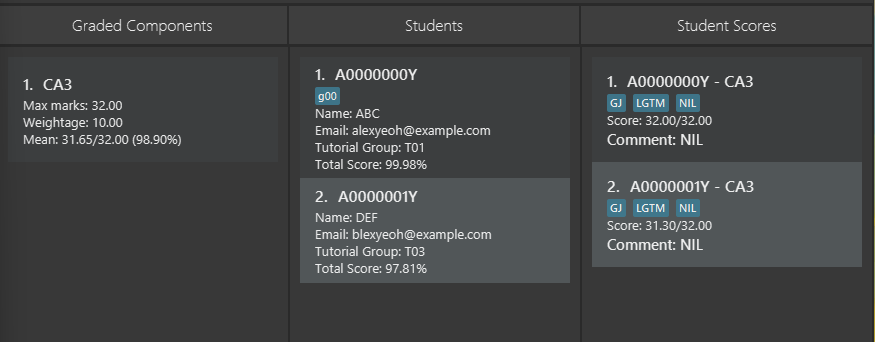 Graded Components
Students
Student Scores
1. CA3
Max marks: 32.00
Weightage: 10.00
Mean: 31.65/32.00 (98.90%)
1. A0000000Y
g00
Name: ABC
Email: alexyeoh@example.com
Tutorial Group: T01
Total Score: 99.98%
2. A0000001Y
Name: DEF
Email: blexyeoh@example.com
Tutorial Group: T03
Total Score: 97.81%
1. A0000000Y - CA3
GJ LGTM NIL
Score: 32.00/32.00
Comment: NIL
2. A0000001Y - CA3
GJ LGTM NIL
Score: 31.30/32.00
Comment: NIL